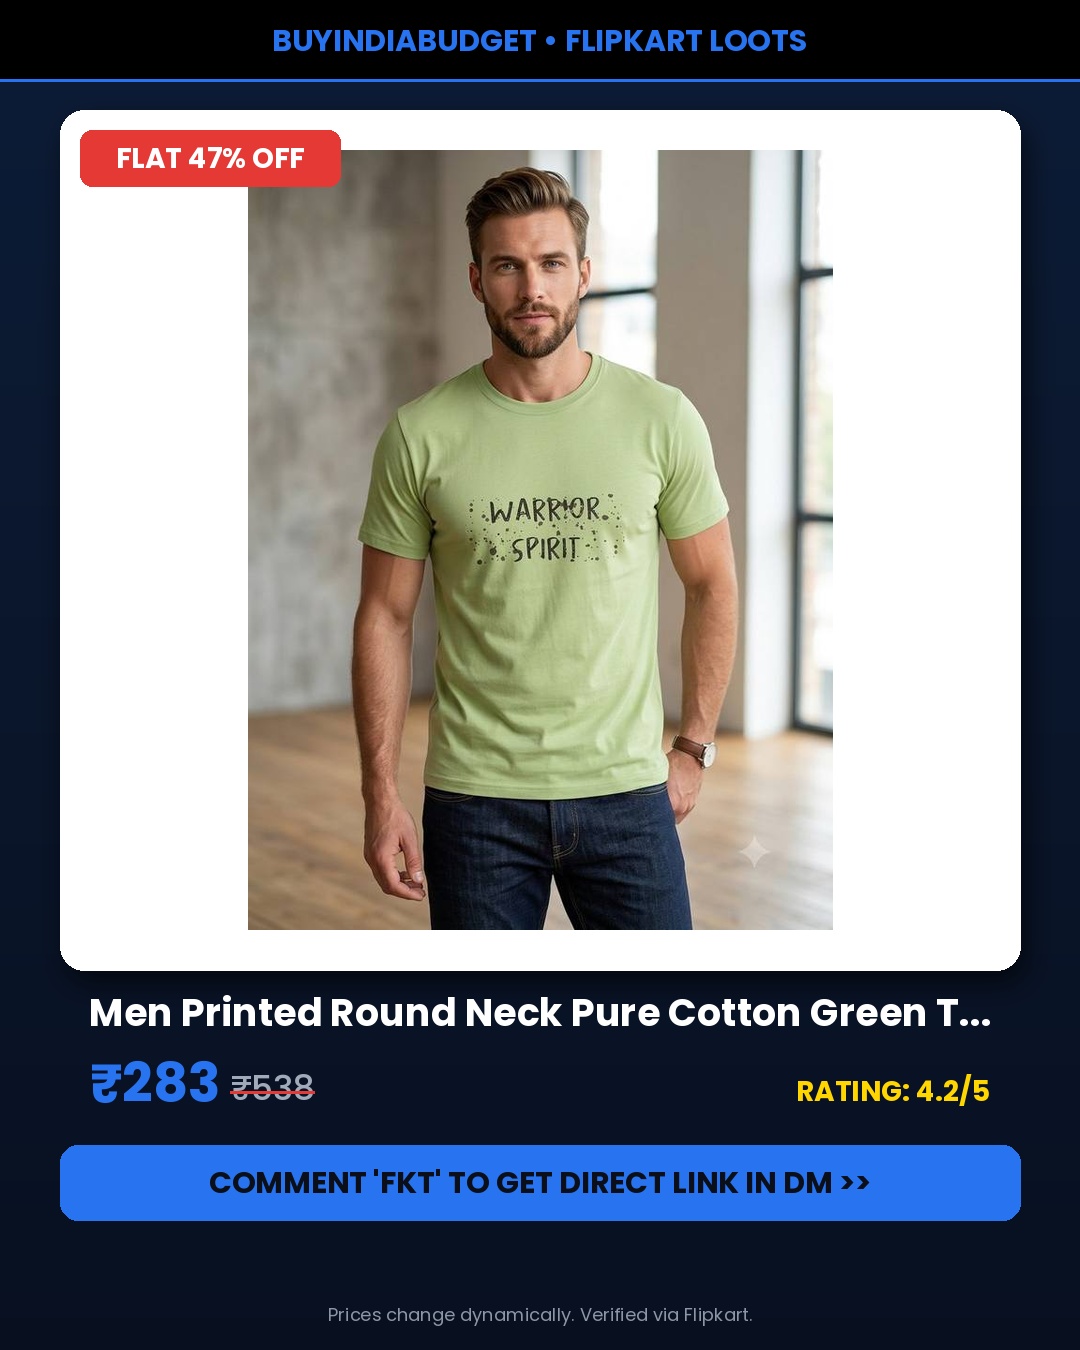 BUYINDIABUDGET • FLIPKART LOOTS
FLAT 47% OFF
WARRIOR
SPIRIT
Men Printed Round Neck Pure Cotton Green T...
₹283 ₹538
RATING: 4.2/5
COMMENT 'FKT' TO GET DIRECT LINK IN DM >>
Prices change dynamically. Verified via Flipkart.